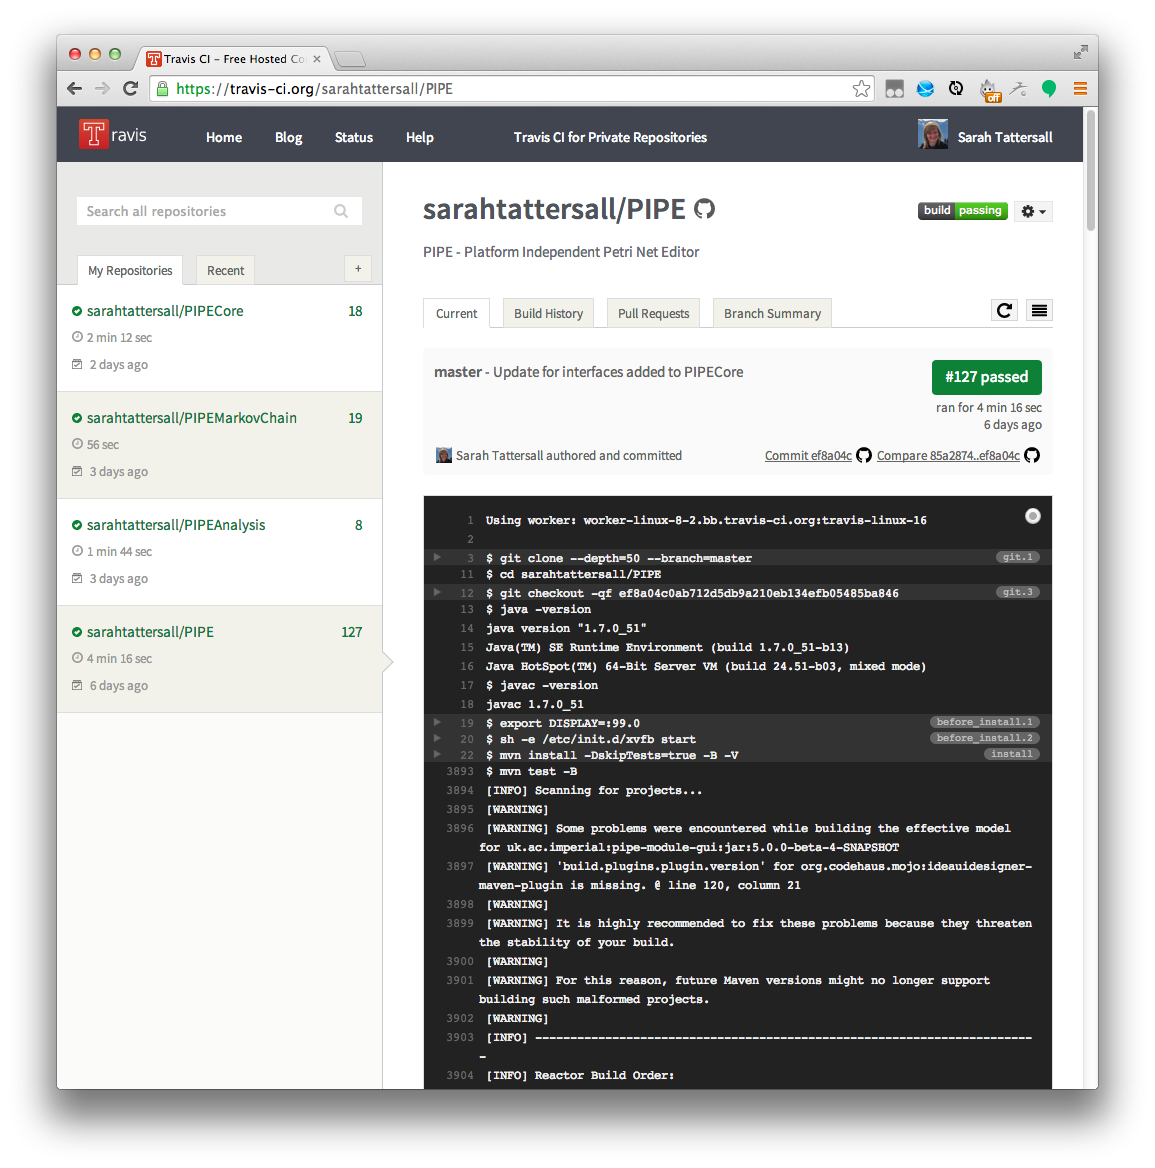 Travis CI - Free Hosted Co
https://travis-ci.org/sarahtattersall/PIPE
off
Travis
Home
Blog
Status
Help
Travis CI for Private Repositories
Sarah Tattersall
Search all repositories
My Repositories
Recent
+
sarahtattersall/PIPECore 18
2 min 12 sec
2 days ago
sarahtattersall/PIPEMarkovChain 19
56 sec
3 days ago
sarahtattersall/PIPEAnalysis 8
1 min 44 sec
3 days ago
sarahtattersall/PIPE 127
4 min 16 sec
6 days ago
sarahtattersall/PIPE
build passing
PIPE - Platform Independent Petri Net Editor
Current
Build History
Pull Requests
Branch Summary
master - Update for interfaces added to PIPECore
#127 passed
ran for 4 min 16 sec
6 days ago
Sarah Tattersall authored and committed
Commit ef8a04c
Compare 85a2874..ef8a04c
1 Using worker: worker-linux-8-2.bb.travis-ci.org:travis-linux-16
2
3 $ git clone --depth=50 --branch=master git.1
11 $ cd sarahtattersall/PIPE
12 $ git checkout -qf ef8a04c0ab712d5db9a210eb134efb05485ba846 git.3
13 $ java -version
14 java version "1.7.0_51"
15 Java(TM) SE Runtime Environment (build 1.7.0_51-b13)
16 Java HotSpot(TM) 64-Bit Server VM (build 24.51-b03, mixed mode)
17 $ javac -version
18 javac 1.7.0_51
19 $ export DISPLAY=:99.0 before_install.1
20 $ sh -e /etc/init.d/xvfb start before_install.2
22 $ mvn install -DskipTests=true -B -V install
3893 $ mvn test -B
3894 [INFO] Scanning for projects...
3895 [WARNING]
3896 [WARNING] Some problems were encountered while building the effective model
for uk.ac.imperial:pipe-module-gui:jar:5.0.0-beta-4-SNAPSHOT
3897 [WARNING] 'build.plugins.plugin.version' for org.codehaus.mojo:ideauidesigner-
maven-plugin is missing. @ line 120, column 21
3898 [WARNING]
3899 [WARNING] It is highly recommended to fix these problems because they threaten
the stability of your build.
3900 [WARNING]
3901 [WARNING] For this reason, future Maven versions might no longer support
building such malformed projects.
3902 [WARNING]
3903 [INFO] -----------------------------------------------------------------------
-
3904 [INFO] Reactor Build Order: